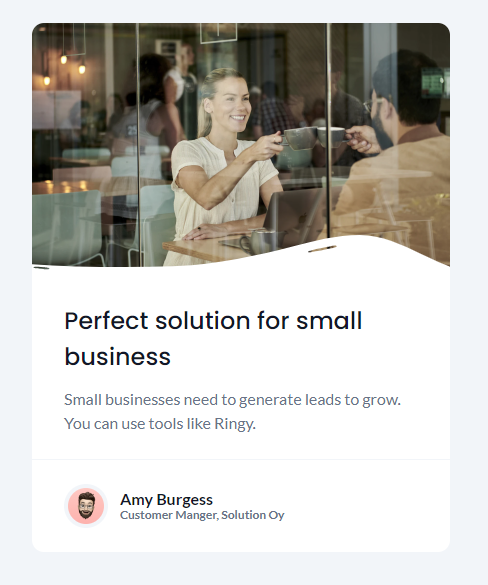 Perfect solution for small
business
Small businesses need to generate leads to grow.
You can use tools like Ringy.
Amy Burgess
Customer Manger, Solution Oy